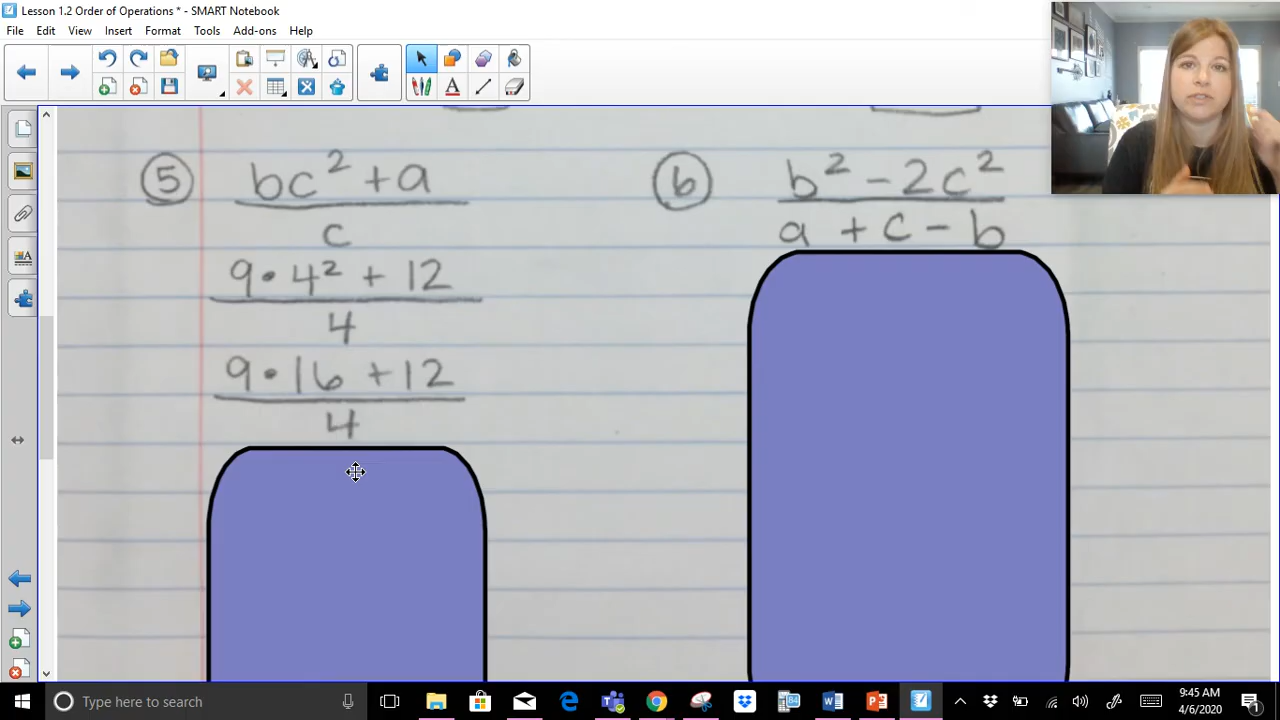 Lesson 1.2 Order of Operations * - SMART Notebook
File Edit View Insert Format Tools Add-ons Help
⑤ bc² + a
c
9 • 4² + 12
4
9 • 16 + 12
4
⑥ b² - 2c²
a + c - b
Type here to search
9:45 AM
4/6/2020